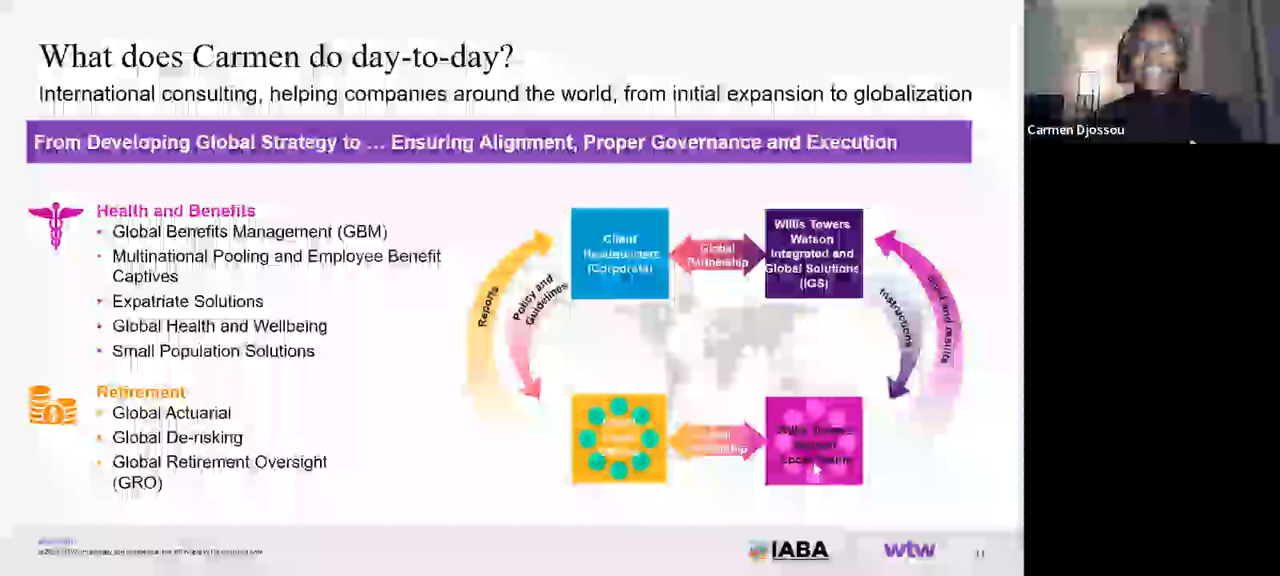 What does Carmen do day-to-day?
International consulting, helping companies around the world, from initial expansion to globalization
From Developing Global Strategy to ... Ensuring Alignment, Proper Governance and Execution
Carmen Djossou
Health and Benefits
Global Benefits Management (GBM)
Multinational Pooling and Employee Benefit
Captives
Expatriate Solutions
Global Health and Wellbeing
Small Population Solutions
Retirement
Global Actuarial
Global De-risking
Global Retirement Oversight
(GRO)
Reports
Policy and
Guidelines
Client
Headquarters
(Corporate)
Global
Partnership
Willis Towers
Watson
Integrated and
Global Solutions
(IGS)
Instructions
and results
Willis Towers
Watson
Local Teams
IABA
wtw
11